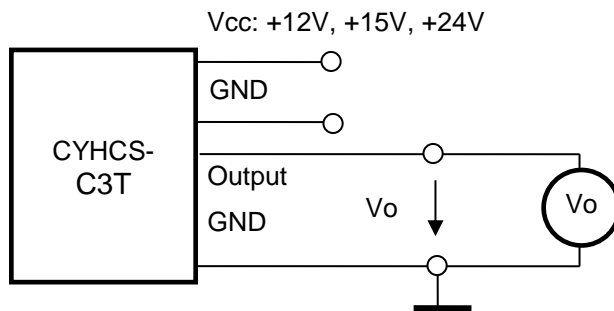 Vcc: +12V, +15V, +24V
GND
CYHCS-
C3T
Output
Vo
Vo
GND